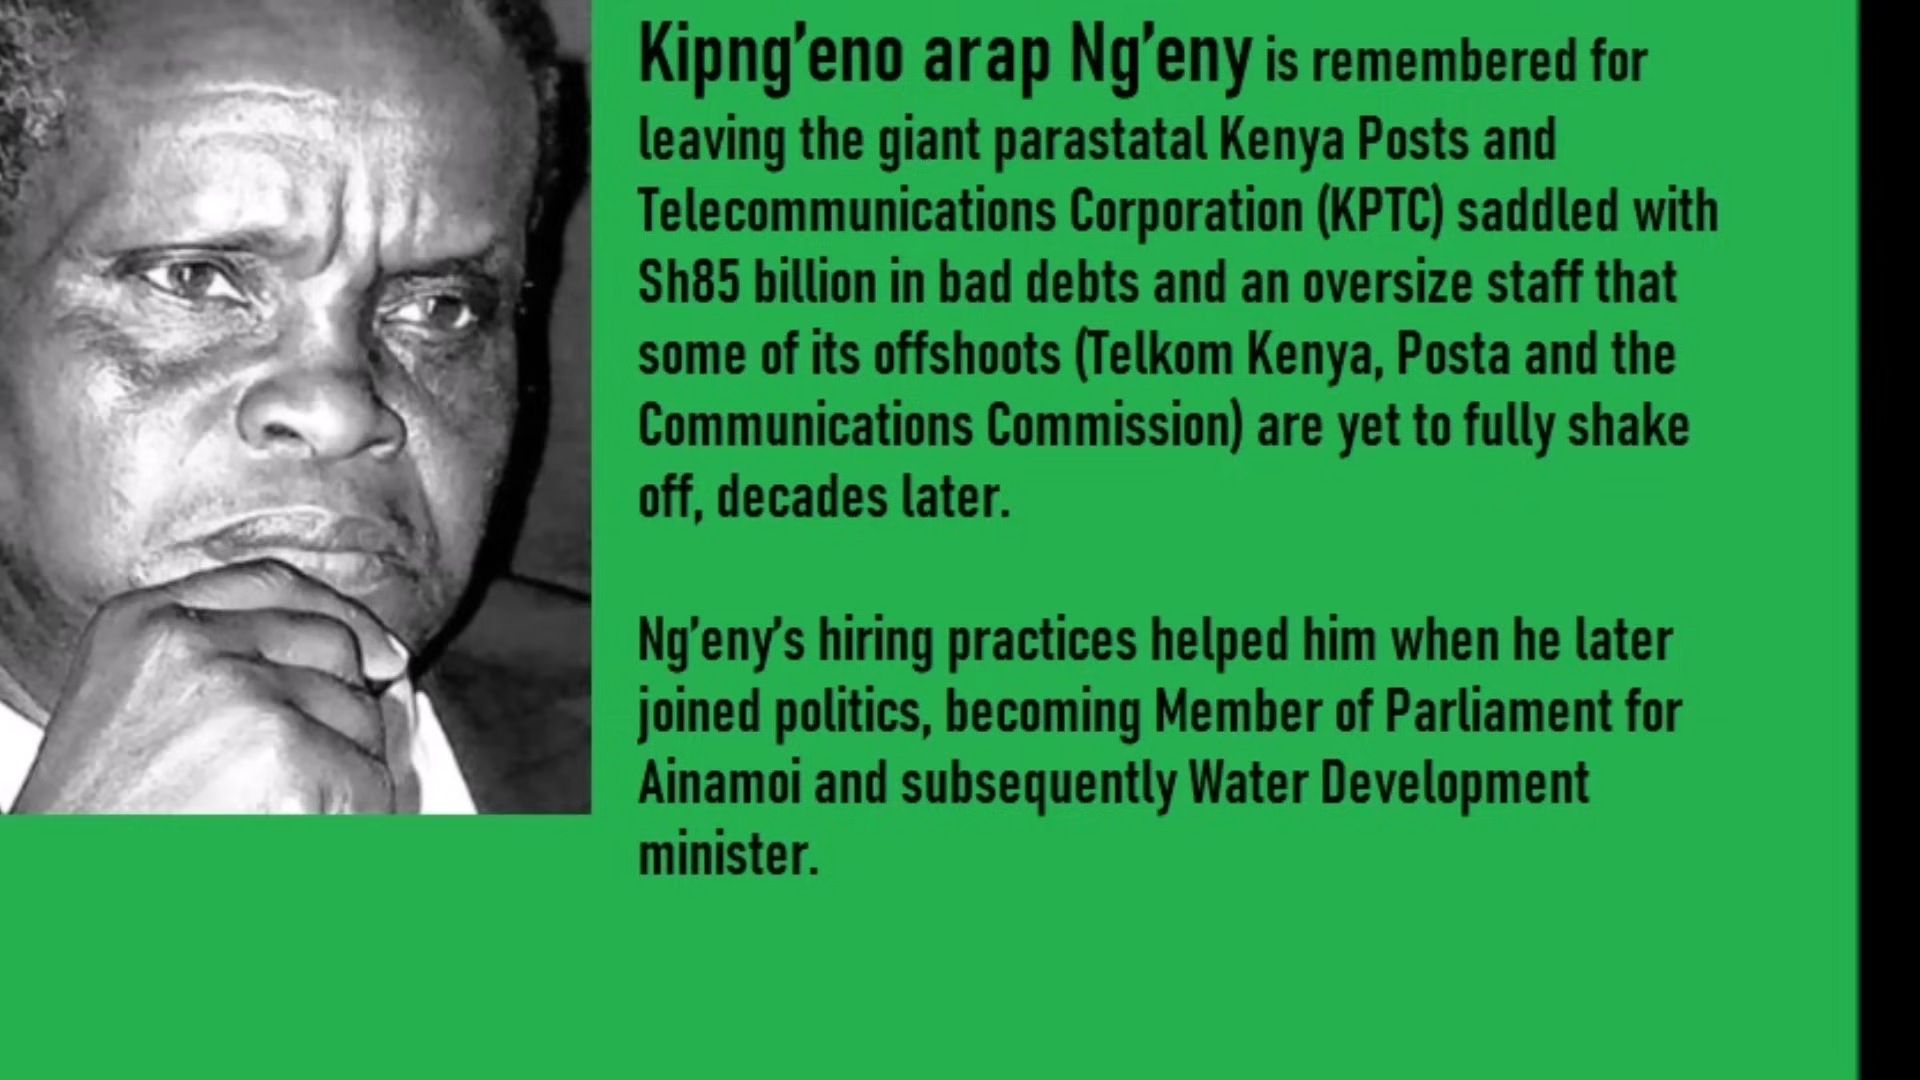 Kipng’eno arap Ng’eny is remembered for
leaving the giant parastatal Kenya Posts and
Telecommunications Corporation (KPTC) saddled with
Sh85 billion in bad debts and an oversize staff that
some of its offshoots (Telkom Kenya, Posta and the
Communications Commission) are yet to fully shake
off, decades later.
Ng’eny’s hiring practices helped him when he later
joined politics, becoming Member of Parliament for
Ainamoi and subsequently Water Development
minister.